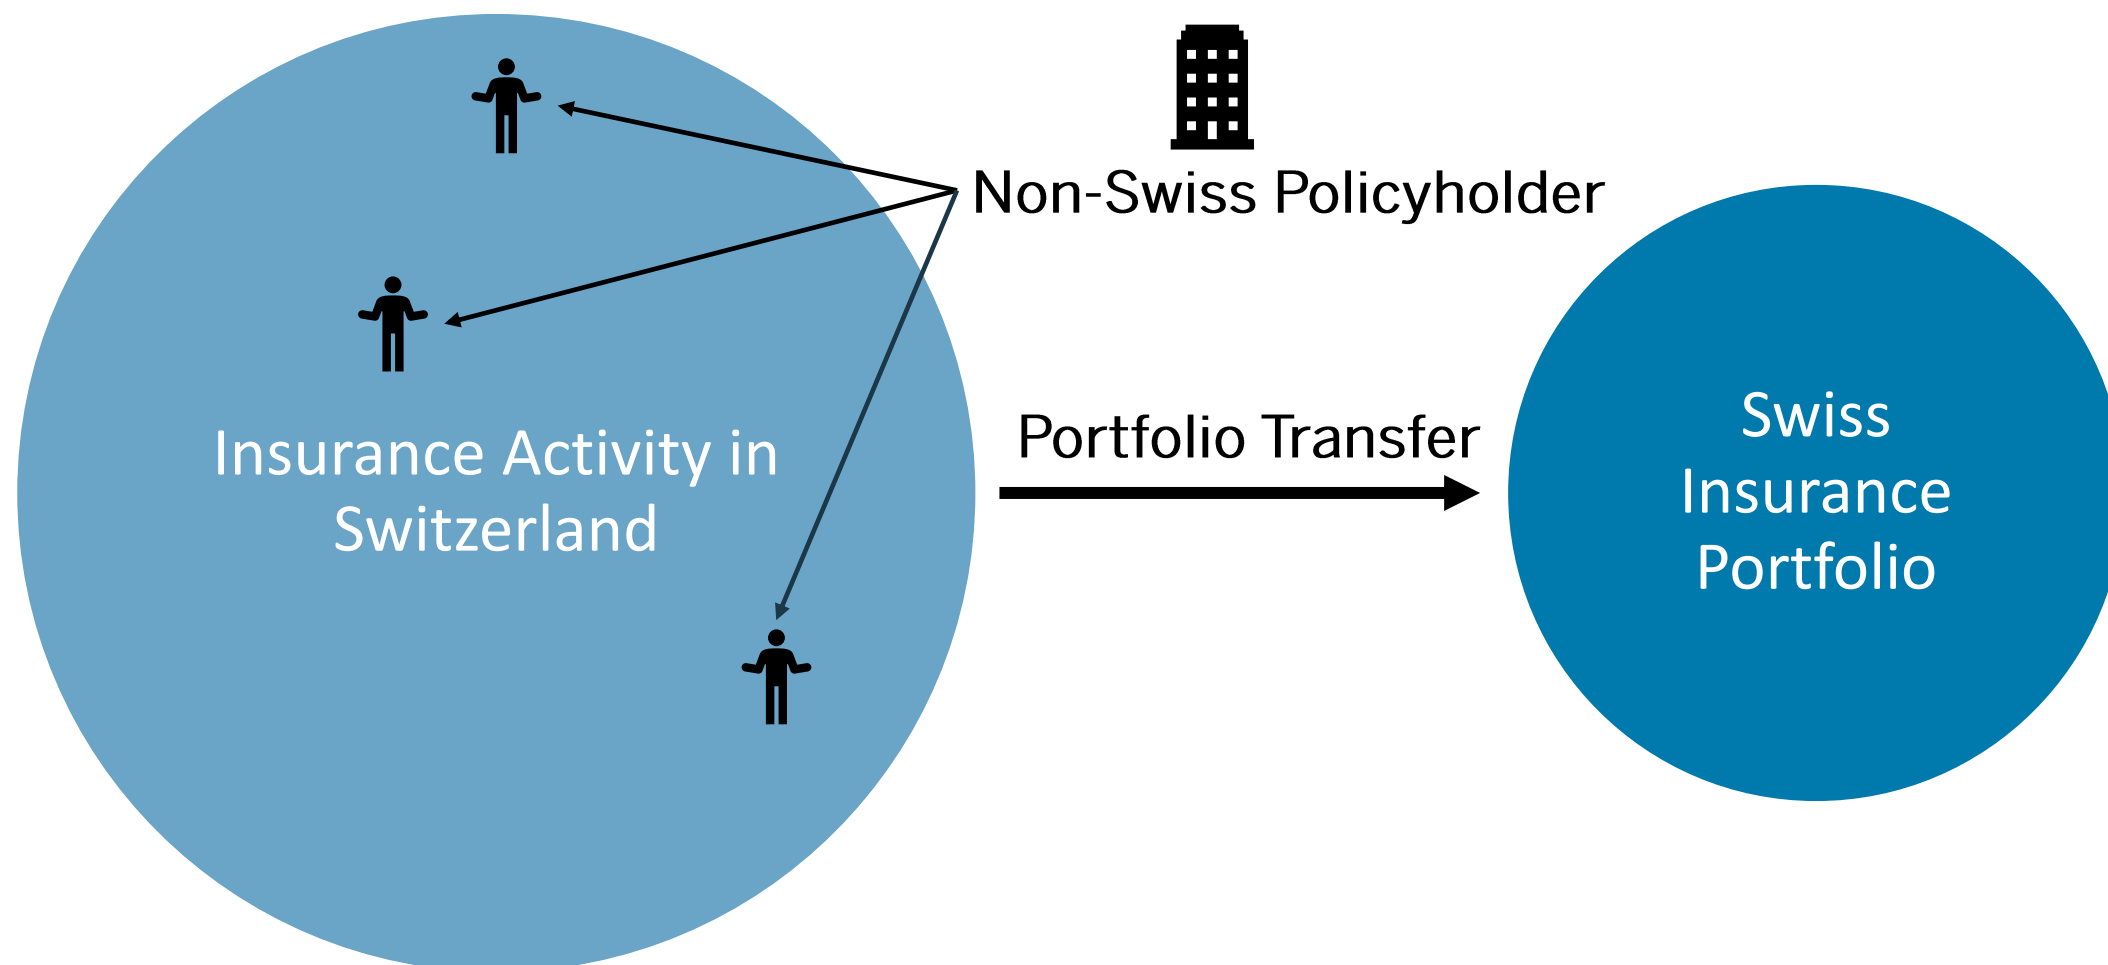 Non-Swiss Policyholder
Insurance Activity in
Switzerland
Portfolio Transfer
Swiss
Insurance
Portfolio